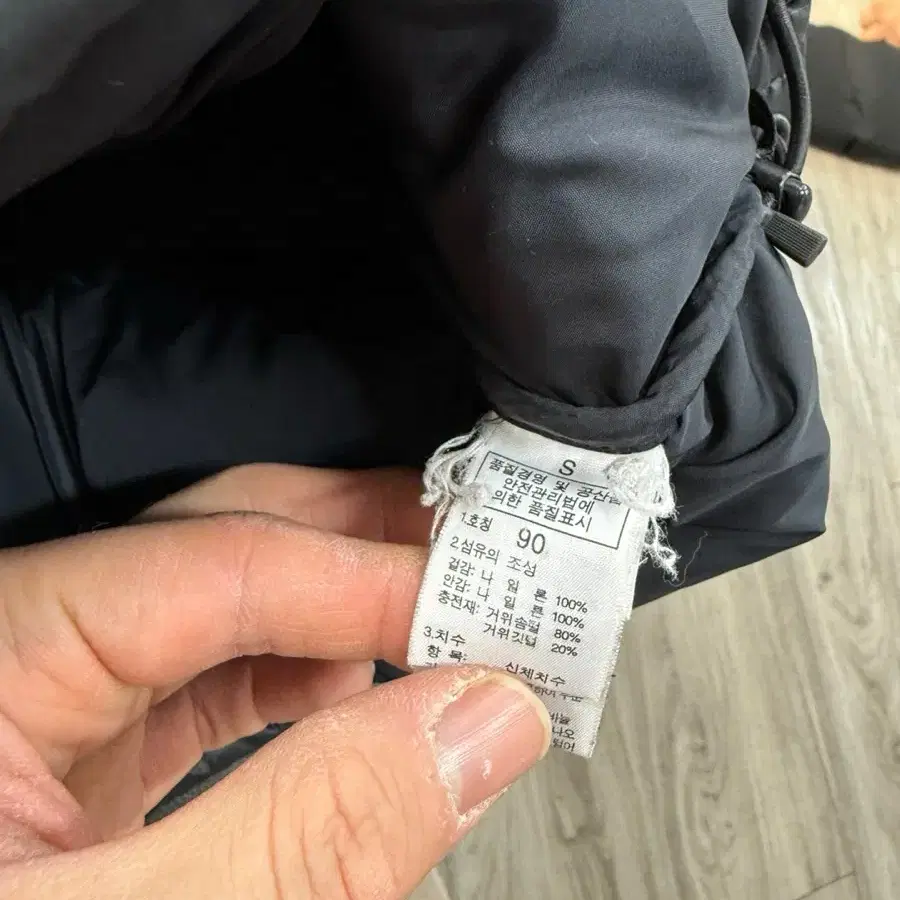 S
품질경영 및 공산품
안전관리법에
의한 품질표시
1.호칭 90
2.섬유의 조성
겉감: 나 일 론 100%
안감: 나 일 론 100%
충전재: 거위솜털 80%
거위깃털 20%
3.치수
항 목: 신체치수